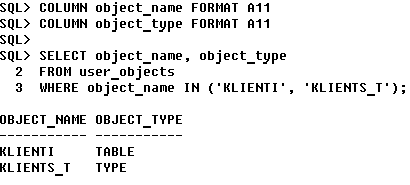 SQL> COLUMN object_name FORMAT A11
SQL> COLUMN object_type FORMAT A11
SQL>
SQL> SELECT object_name, object_type
  2  FROM user_objects
  3  WHERE object_name IN ('KLIENTI', 'KLIENTS_T');
OBJECT_NAME OBJECT_TYPE
----------- -----------
KLIENTI     TABLE
KLIENTS_T   TYPE